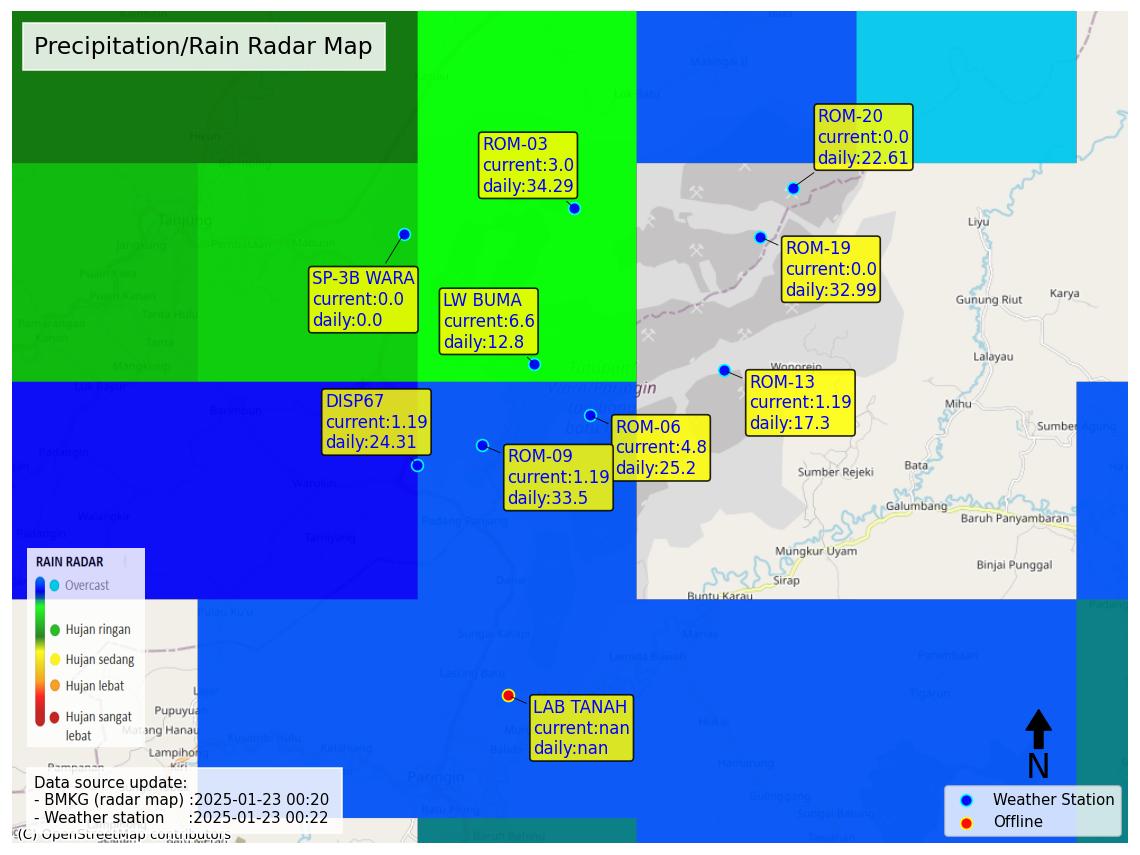 Precipitation/Rain Radar Map
ROM-20
current:0.0
daily:22.61
ROM-03
current:3.0
daily:34.29
Tanjung
Liyu
ROM-19
current:0.0
daily:32.99
SP-3B WARA
current:0.0
daily:0.0
LW BUMA
current:6.6
daily:12.8
Gunung Riut
Karya
Lalayau
Wonorejo
ROM-13
current:1.19
daily:17.3
DISP67
current:1.19
daily:24.31
Mihu
ROM-06
current:4.8
daily:25.2
Sumber Agung
ROM-09
current:1.19
daily:33.5
Bata
Sumber Rejeki
Galumbang
Baruh Panyambaran
Mungkur Uyam
Binjai Punggal
Sirap
Buntu Karau
RAIN RADAR
Overcast
Hujan ringan
Hujan sedang
Hujan lebat
Hujan sangat
lebat
LAB TANAH
current:nan
daily:nan
Pupuyuan
Matang Hanau
Lampihong
Kiri
Paringin
N
Data source update:
- BMKG (radar map) :2025-01-23 00:20
- Weather station :2025-01-23 00:22
(C) OpenStreetMap contributors
Weather Station
Offline